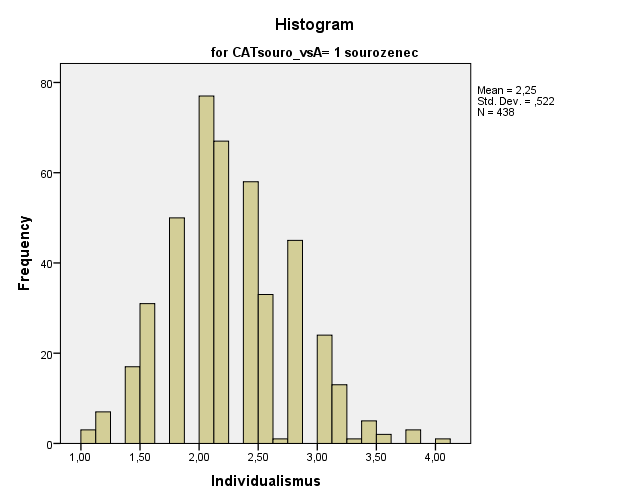 Histogram
for CATsouro_vsA= 1 sourozenec
Mean = 2,25
Std. Dev. = ,522
N = 438
80
60
40
20
0
Frequency
1,00 1,50 2,00 2,50 3,00 3,50 4,00
Individualismus